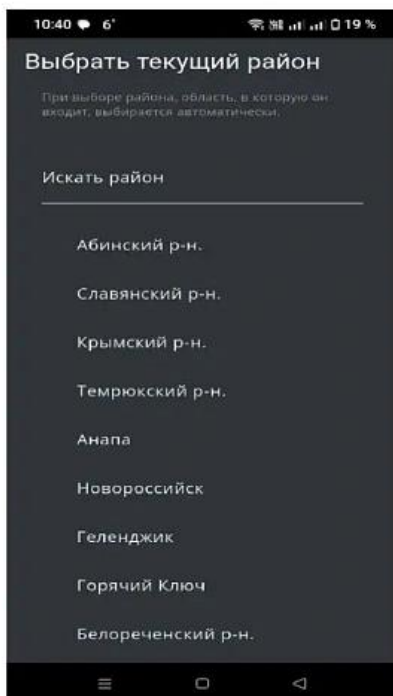 10:40 6° 19 %
Выбрать текущий район
При выборе района, область, в которую он
входит, выбирается автоматически.
Искать район
Абинский р-н.
Славянский р-н.
Крымский р-н.
Темрюкский р-н.
Анапа
Новороссийск
Геленджик
Горячий Ключ
Белореченский р-н.